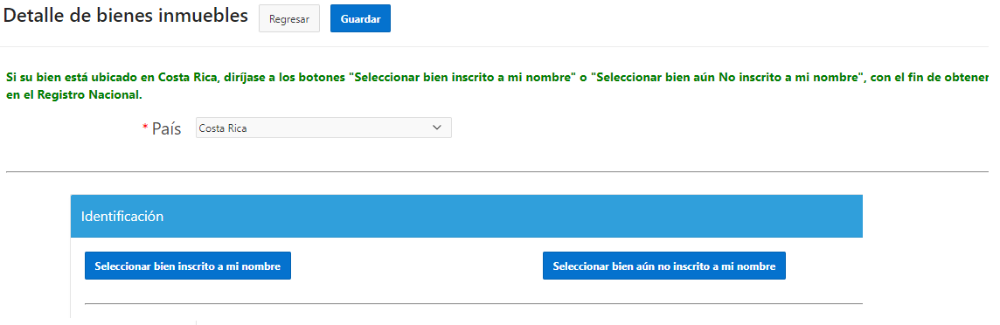 Detalle de bienes inmuebles Regresar Guardar
Si su bien está ubicado en Costa Rica, diríjase a los botones "Seleccionar bien inscrito a mi nombre" o "Seleccionar bien aún No inscrito a mi nombre", con el fin de obtener
en el Registro Nacional.
* País Costa Rica
Identificación
Seleccionar bien inscrito a mi nombre Seleccionar bien aún no inscrito a mi nombre